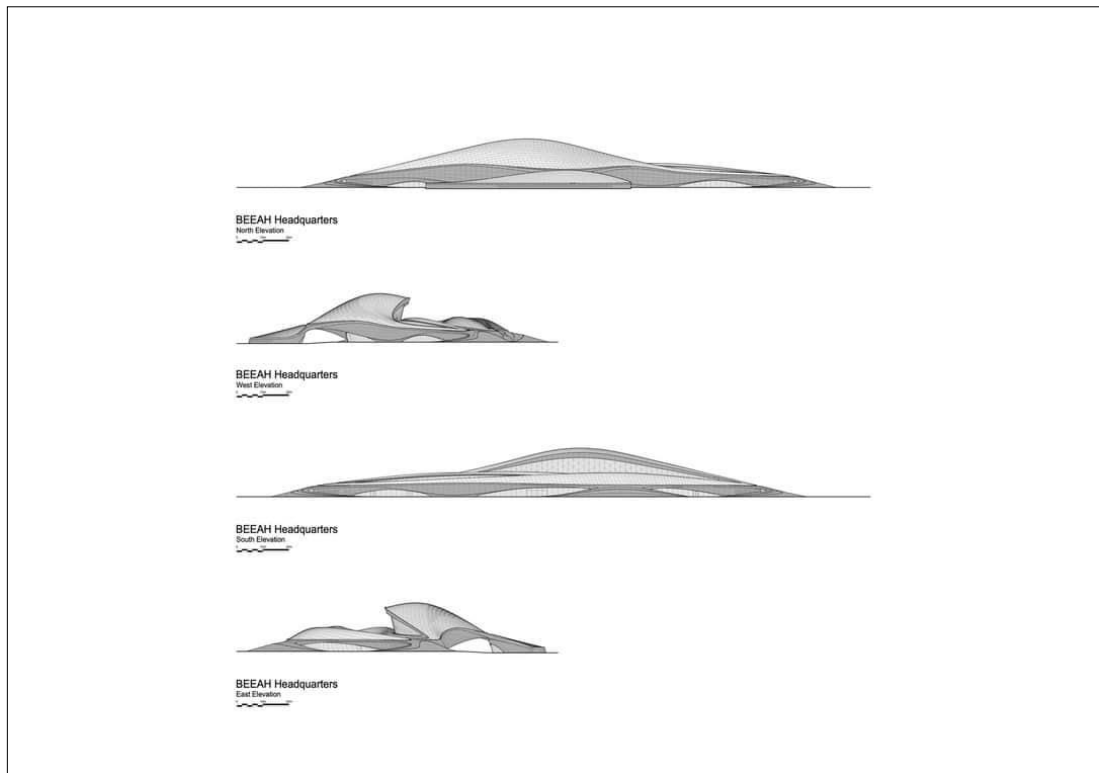 BEEAH Headquarters
North Elevation
BEEAH Headquarters
West Elevation
BEEAH Headquarters
South Elevation
BEEAH Headquarters
East Elevation